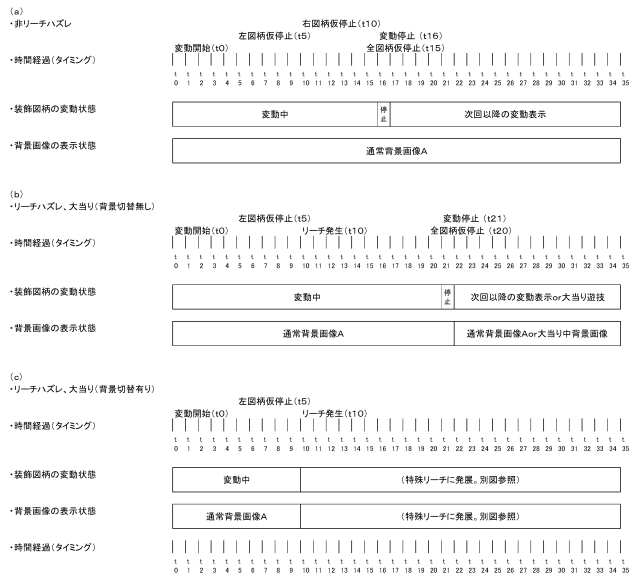 (a)
・非リーチハズレ
右図柄仮停止(t10)
左図柄仮停止(t5)
変動停止(t16)
変動開始(t0)
全図柄仮停止(t15)
・時間経過(タイミング)
t t t t t t t t t t t t t t t t t t t t t t t t t t t t t t t t t t t t
0 1 2 3 4 5 6 7 8 9 10 11 12 13 14 15 16 17 18 19 20 21 22 23 24 25 26 27 28 29 30 31 32 33 34 35
・装飾図柄の変動状態
変動中
停止
次回以降の変動表示
・背景画像の表示状態
通常背景画像A
(b)
・リーチハズレ、大当り(背景切替無し)
左図柄仮停止(t5)
変動停止(t21)
変動開始(t0)
リーチ発生(t10)
全図柄仮停止(t20)
・時間経過(タイミング)
t t t t t t t t t t t t t t t t t t t t t t t t t t t t t t t t t t t t
0 1 2 3 4 5 6 7 8 9 10 11 12 13 14 15 16 17 18 19 20 21 22 23 24 25 26 27 28 29 30 31 32 33 34 35
・装飾図柄の変動状態
変動中
停止
次回以降の変動表示or大当り遊技
・背景画像の表示状態
通常背景画像A
通常背景画像Aor大当り中背景画像
(c)
・リーチハズレ、大当り(背景切替有り)
左図柄仮停止(t5)
変動開始(t0)
リーチ発生(t10)
・時間経過(タイミング)
t t t t t t t t t t t t t t t t t t t t t t t t t t t t t t t t t t t t
0 1 2 3 4 5 6 7 8 9 10 11 12 13 14 15 16 17 18 19 20 21 22 23 24 25 26 27 28 29 30 31 32 33 34 35
・装飾図柄の変動状態
変動中
(特殊リーチに発展。別図参照)
・背景画像の表示状態
通常背景画像A
(特殊リーチに発展。別図参照)
・時間経過(タイミング)
t t t t t t t t t t t t t t t t t t t t t t t t t t t t t t t t t t t t
0 1 2 3 4 5 6 7 8 9 10 11 12 13 14 15 16 17 18 19 20 21 22 23 24 25 26 27 28 29 30 31 32 33 34 35